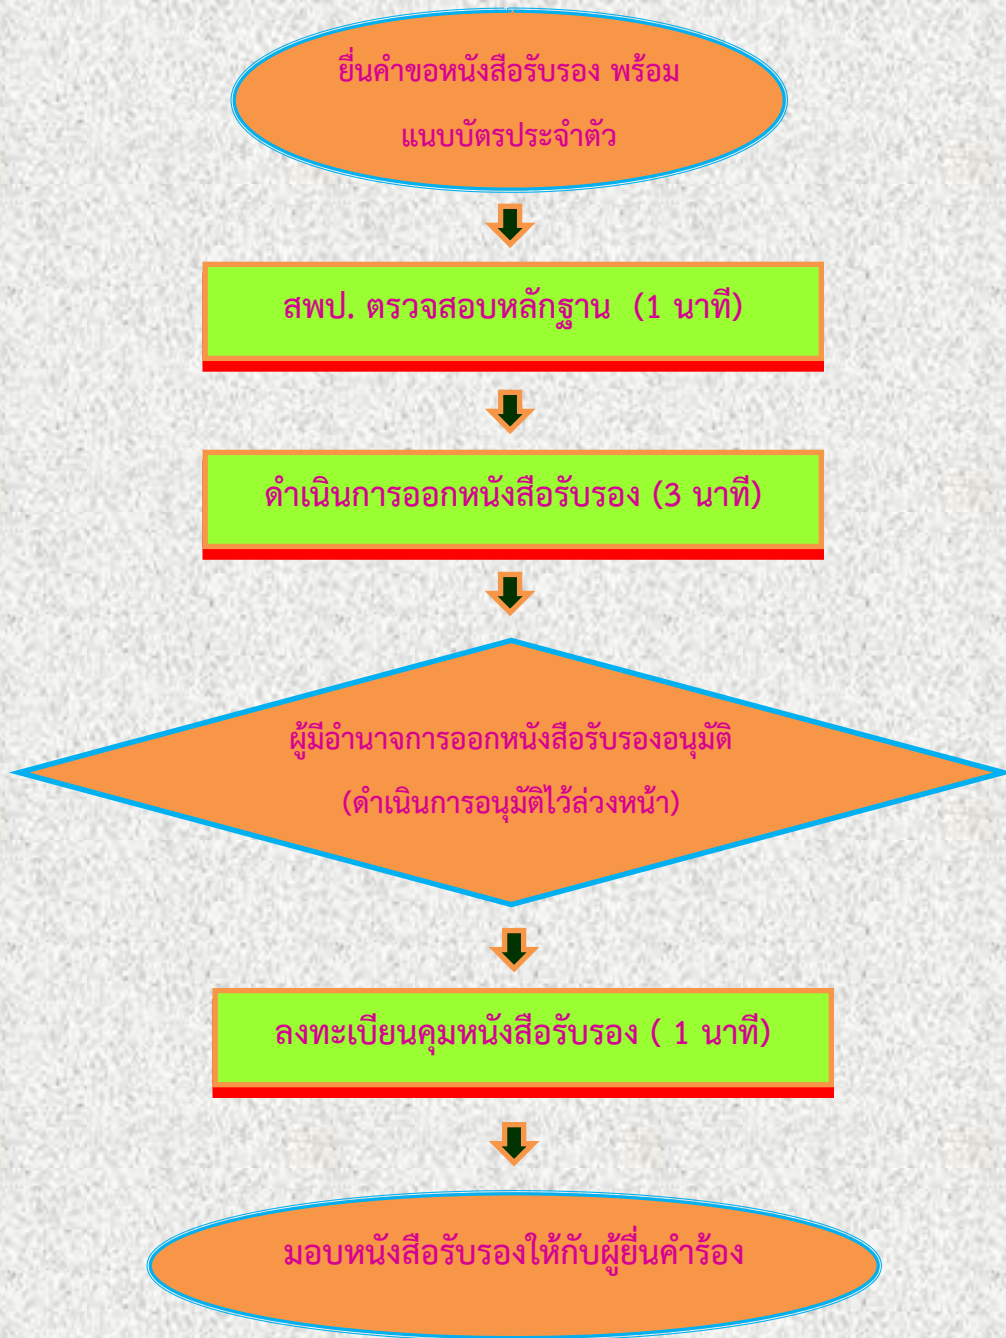 ยื่นคำขอหนังสือรับรอง พร้อม
แนบบัตรประจำตัว
สพป. ตรวจสอบหลักฐาน (1 นาที)
ดำเนินการออกหนังสือรับรอง (3 นาที)
ผู้มีอำนาจการออกหนังสือรับรองอนุมัติ
(ดำเนินการอนุมัติไว้ล่วงหน้า)
ลงทะเบียนคุมหนังสือรับรอง ( 1 นาที)
มอบหนังสือรับรองให้กับผู้ยื่นคำร้อง